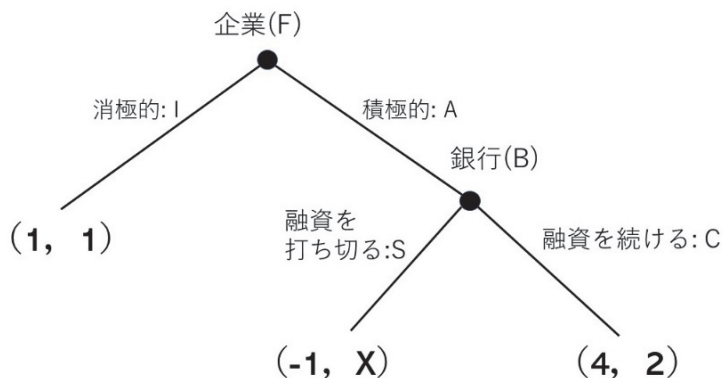 企業(F)
消極的: I
積極的: A
銀行(B)
(1, 1)
融資を
打ち切る:S
融資を続ける: C
(-1, X)
(4, 2)